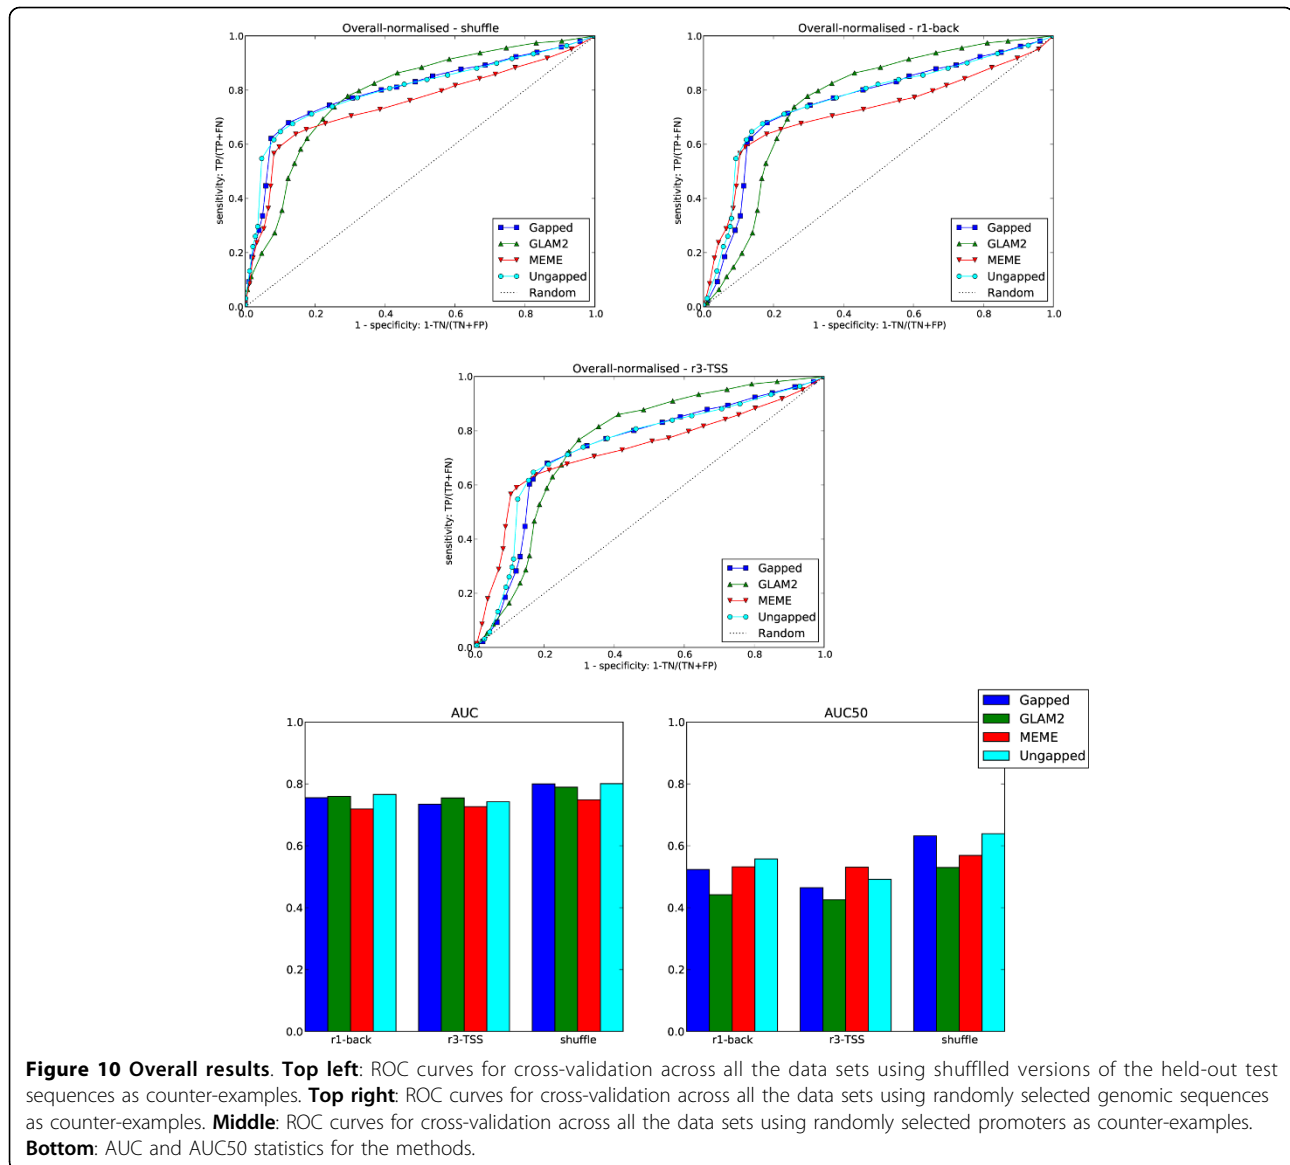 Overall-normalised - shuffle
1.0
0.8
0.6
0.4
0.2
0.0
sensitivity: TP/(TP+FN)
Gapped
GLAM2
MEME
Ungapped
Random
0.2 0.4 0.6 0.8 1.0
1 - specificity: 1-TN/(TN+FP)
Overall-normalised - r1-back
1.0
0.8
0.6
0.4
0.2
0.0
sensitivity: TP/(TP+FN)
Gapped
GLAM2
MEME
Ungapped
Random
0.0 0.2 0.4 0.6 0.8 1.0
1 - specificity: 1-TN/(TN+FP)
Overall-normalised - r3-TSS
1.0
0.8
0.6
0.4
0.2
0.0
sensitivity: TP/(TP+FN)
Gapped
GLAM2
MEME
Ungapped
Random
0.0 0.2 0.4 0.6 0.8 1.0
1 - specificity: 1-TN/(TN+FP)
AUC
1.0
0.8
0.6
0.4
0.2
0.0
r1-back r3-TSS shuffle
AUC50
1.0
0.8
0.6
0.4
0.2
0.0
r1-back r3-TSS shuffle
Gapped
GLAM2
MEME
Ungapped
Figure 10 Overall results. Top left: ROC curves for cross-validation across all the data sets using shufflled versions of the held-out test
sequences as counter-examples. Top right: ROC curves for cross-validation across all the data sets using randomly selected genomic sequences
as counter-examples. Middle: ROC curves for cross-validation across all the data sets using randomly selected promoters as counter-examples.
Bottom: AUC and AUC50 statistics for the methods.